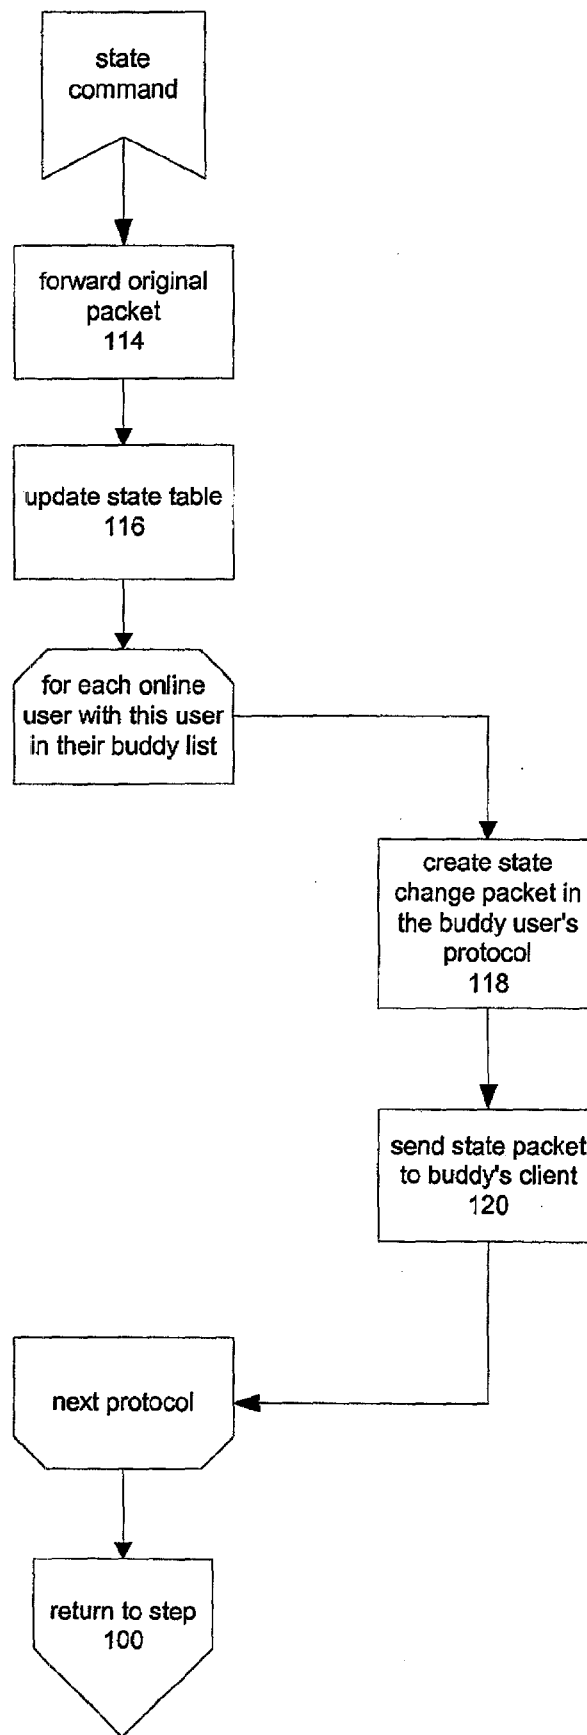 state
command
forward original
packet
114
update state table
116
for each online
user with this user
in their buddy list
create state
change packet in
the buddy user's
protocol
118
send state packet
to buddy's client
120
next protocol
return to step
100